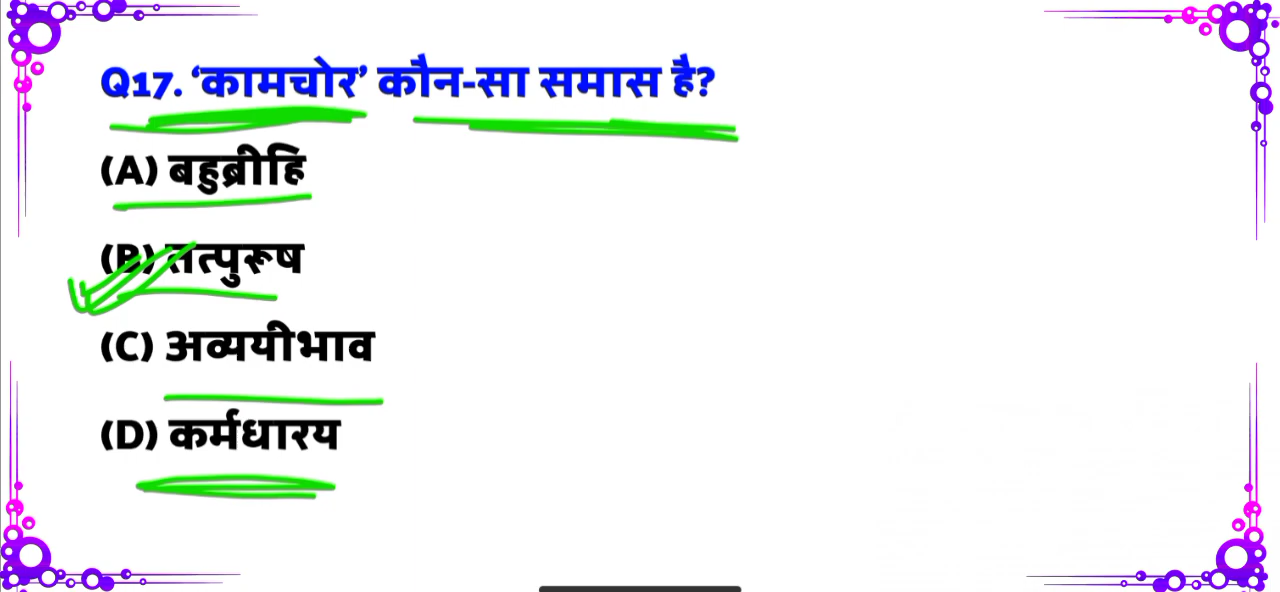 Q17. ‘कामचोर’ कौन-सा समास है?
(A) बहुब्रीहि
(B) तत्पुरूष
(C) अव्ययीभाव
(D) कर्मधारय